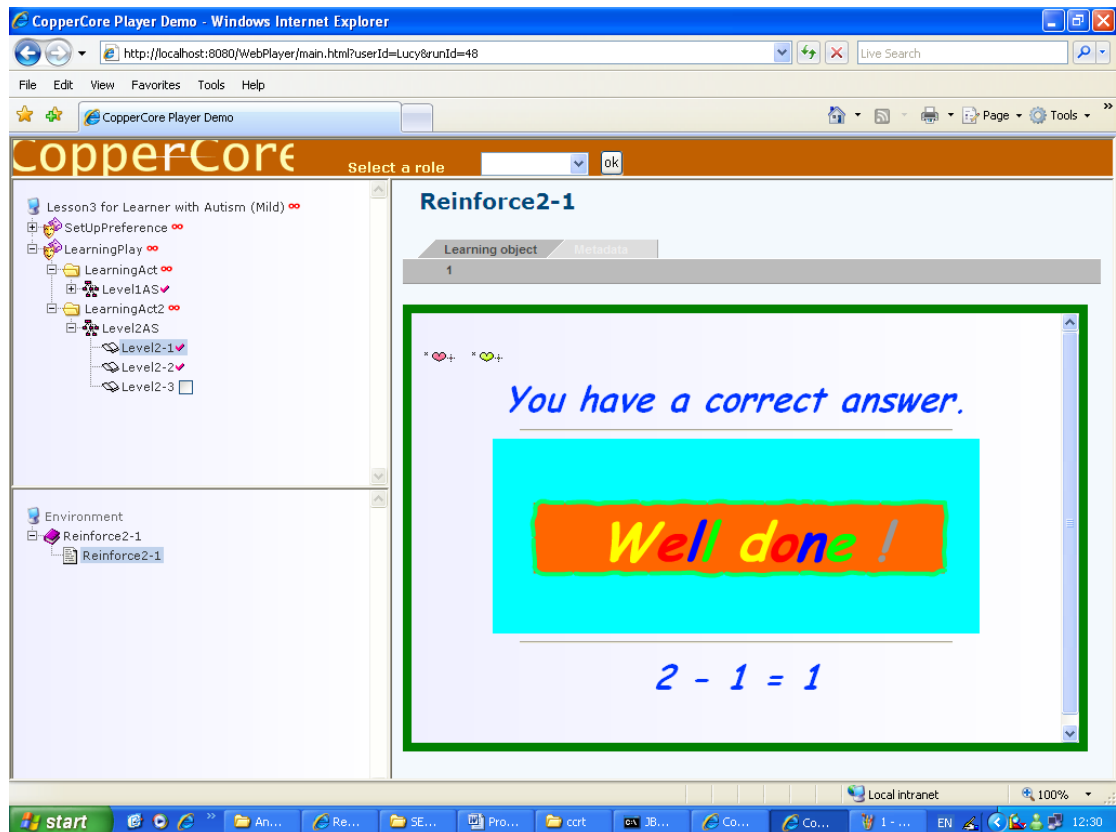 CopperCore Player Demo - Windows Internet Explorer
http://localhost:8080/WebPlayer/main.html?userId=Lucy&runId=48
Live Search
File Edit View Favorites Tools Help
CopperCore Player Demo
Page Tools »
CopperCore Select a role ok
Lesson3 for Learner with Autism (Mild)
SetUpPreference
LearningPlay
LearningAct
Level1AS
LearningAct2
Level2AS
Level2-1
Level2-2
Level2-3
Environment
Reinforce2-1
Reinforce2-1
Reinforce2-1
Learning object Metadata
1
You have a correct answer.
Well done !
2 - 1 = 1
Local intranet 100%
start » An... Re... SE... Pro... ccrt JB... Co... Co... 1 - ... EN 12:30